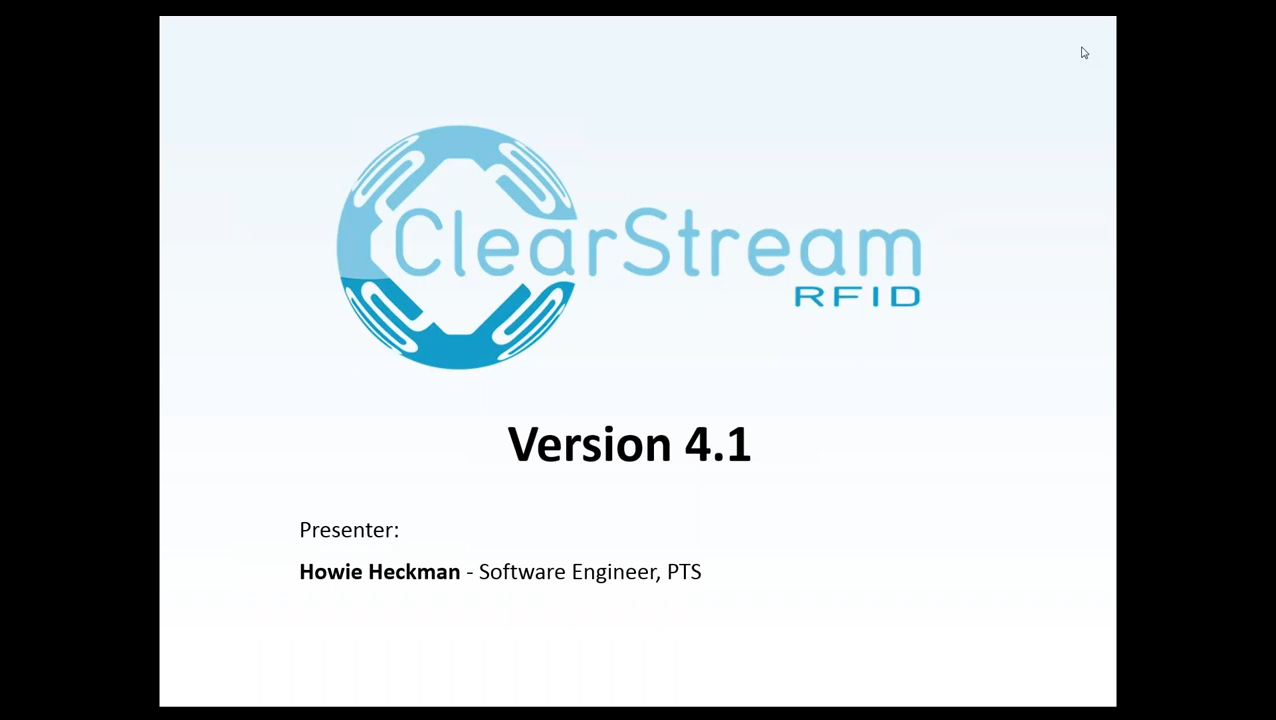 ClearStream
RFID
Version 4.1
Presenter:
Howie Heckman - Software Engineer, PTS